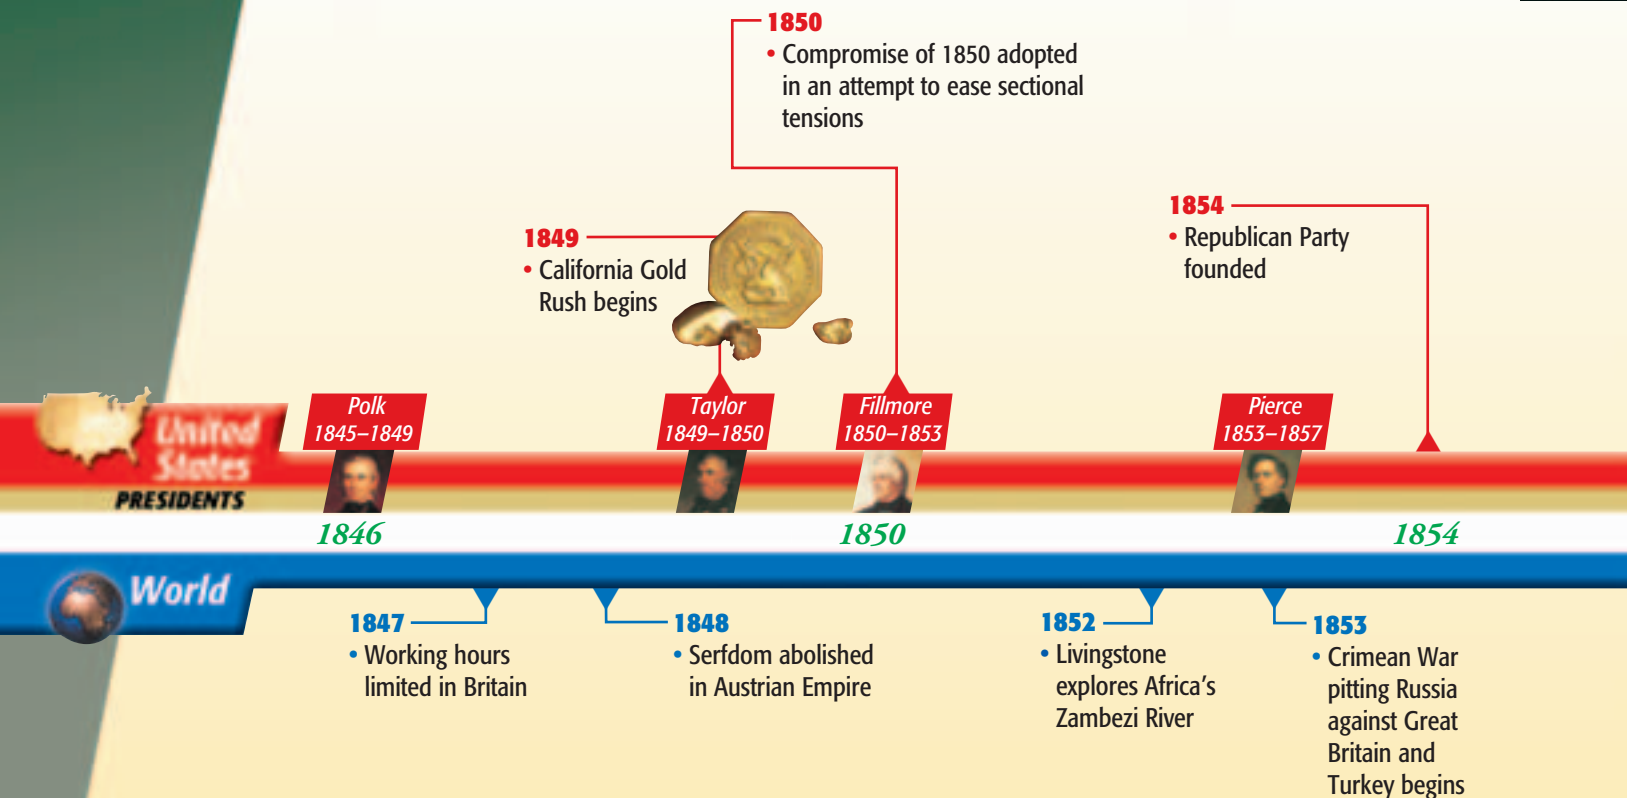 1850
• Compromise of 1850 adopted
in an attempt to ease sectional
tensions
1849
• California Gold
Rush begins
1854
• Republican Party
founded
United
States
PRESIDENTS
Polk
1845–1849
Taylor
1849–1850
Fillmore
1850–1853
Pierce
1853–1857
1846
1850
1854
World
1847
• Working hours
limited in Britain
1848
• Serfdom abolished
in Austrian Empire
1852
• Livingstone
explores Africa's
Zambezi River
1853
• Crimean War
pitting Russia
against Great
Britain and
Turkey begins